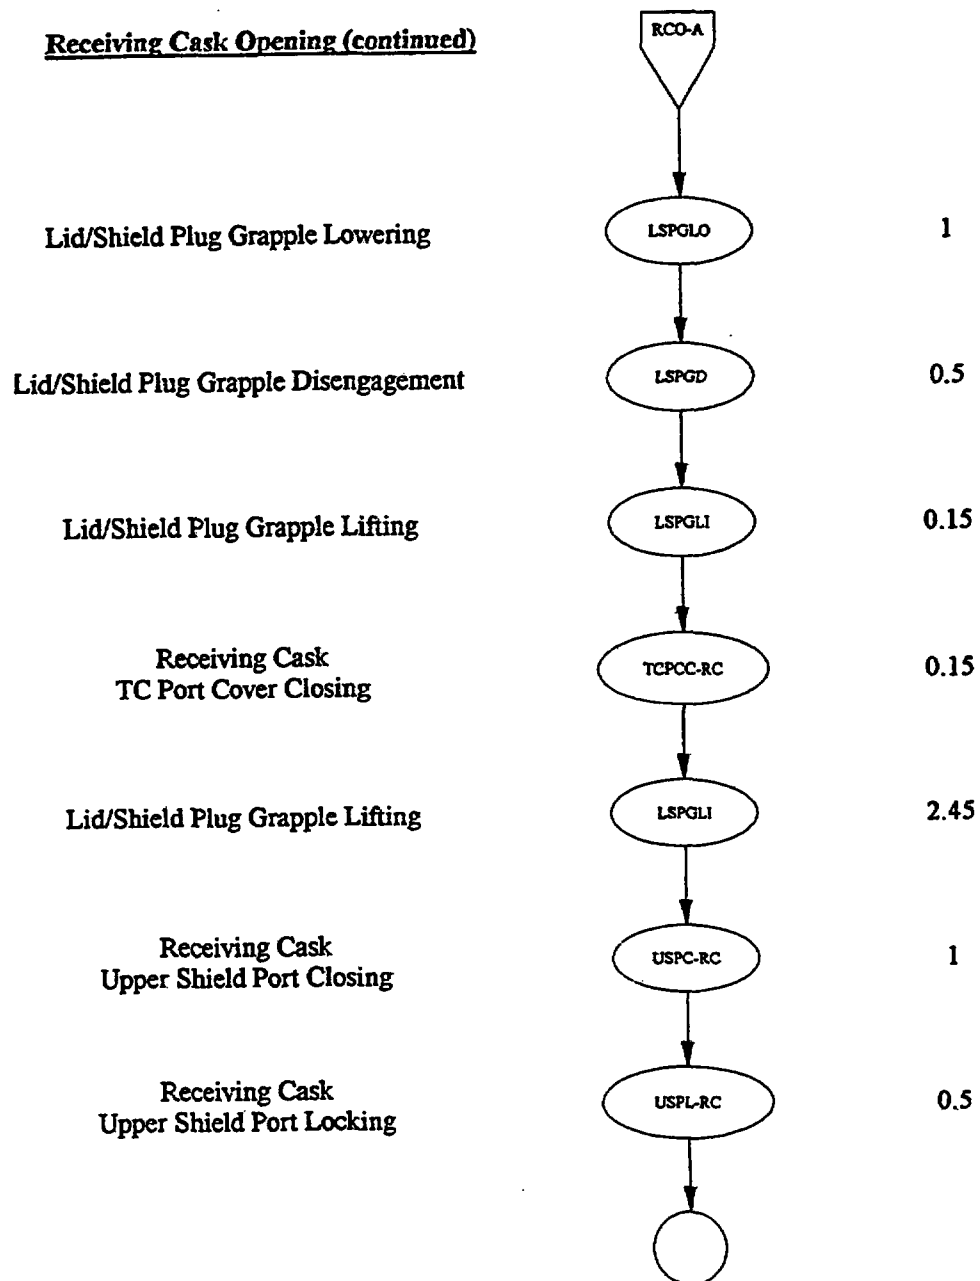 Receiving Cask Opening (continued)
RCO-A
Lid/Shield Plug Grapple Lowering
LSPGLO
1
Lid/Shield Plug Grapple Disengagement
LSPGD
0.5
Lid/Shield Plug Grapple Lifting
LSPGLI
0.15
Receiving Cask
TC Port Cover Closing
TCPCC-RC
0.15
Lid/Shield Plug Grapple Lifting
LSPGLI
2.45
Receiving Cask
Upper Shield Port Closing
USPC-RC
1
Receiving Cask
Upper Shield Port Locking
USPL-RC
0.5